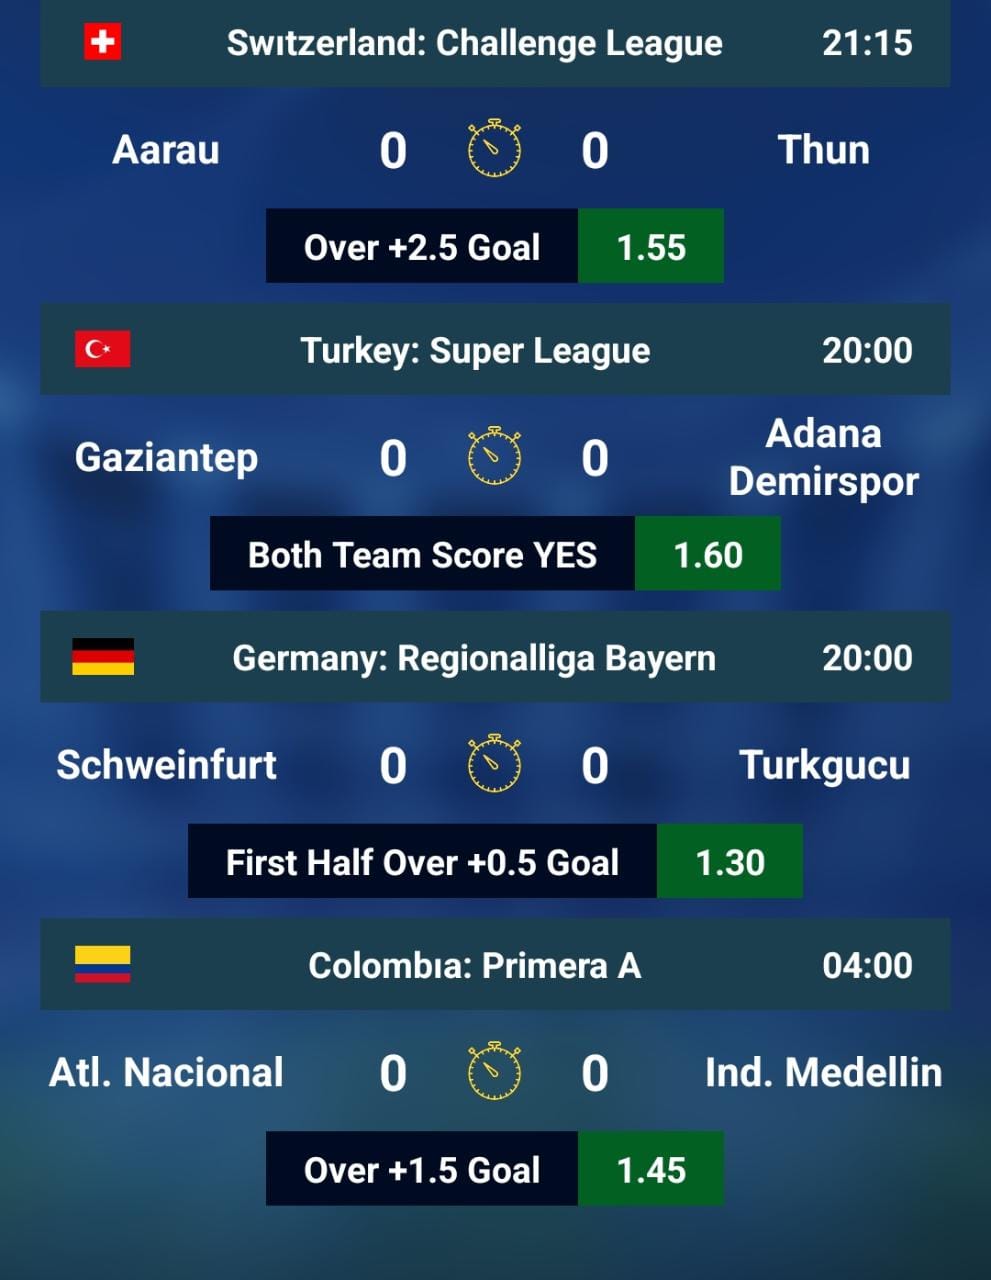 Swıtzerland: Challenge League 21:15
Aarau 0 0 Thun
Over +2.5 Goal 1.55
Turkey: Super League 20:00
Gaziantep 0 0 Adana
Demirspor
Both Team Score YES 1.60
Germany: Regionalliga Bayern 20:00
Schweinfurt 0 0 Turkgucu
First Half Over +0.5 Goal 1.30
Colombıa: Primera A 04:00
Atl. Nacional 0 0 Ind. Medellin
Over +1.5 Goal 1.45